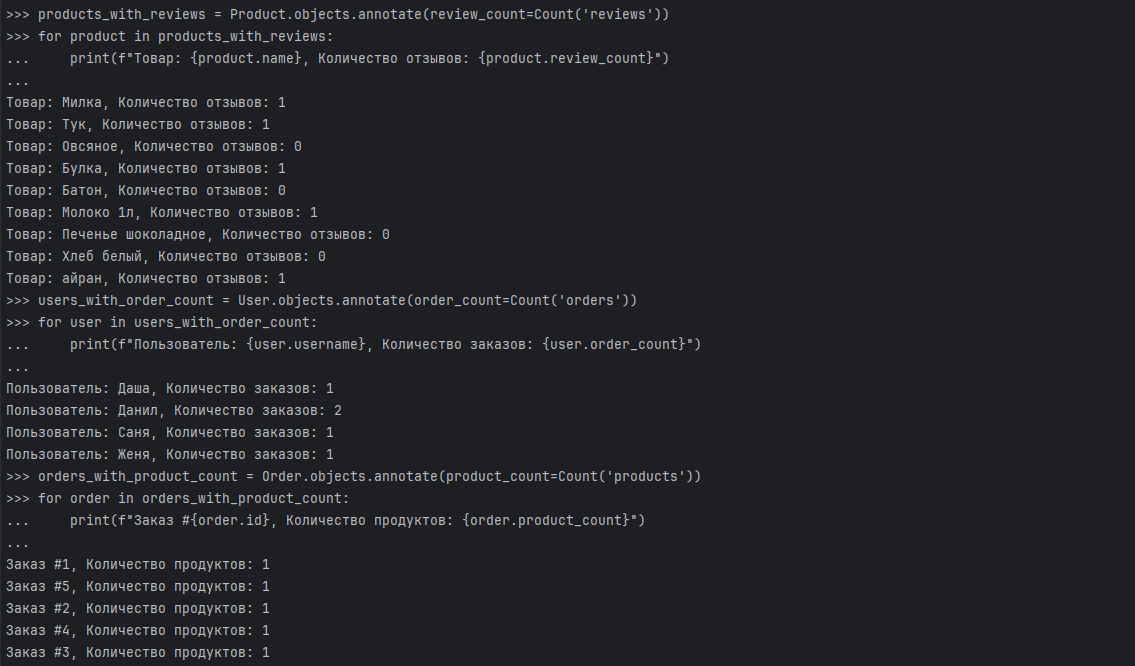 >>> products_with_reviews = Product.objects.annotate(review_count=Count('reviews'))
>>> for product in products_with_reviews:
...     print(f"Товар: {product.name}, Количество отзывов: {product.review_count}")
...
Товар: Милка, Количество отзывов: 1
Товар: Тук, Количество отзывов: 1
Товар: Овсяное, Количество отзывов: 0
Товар: Булка, Количество отзывов: 1
Товар: Батон, Количество отзывов: 0
Товар: Молоко 1л, Количество отзывов: 1
Товар: Печенье шоколадное, Количество отзывов: 0
Товар: Хлеб белый, Количество отзывов: 0
Товар: айран, Количество отзывов: 1
>>> users_with_order_count = User.objects.annotate(order_count=Count('orders'))
>>> for user in users_with_order_count:
...     print(f"Пользователь: {user.username}, Количество заказов: {user.order_count}")
...
Пользователь: Даша, Количество заказов: 1
Пользователь: Данил, Количество заказов: 2
Пользователь: Саня, Количество заказов: 1
Пользователь: Женя, Количество заказов: 1
>>> orders_with_product_count = Order.objects.annotate(product_count=Count('products'))
>>> for order in orders_with_product_count:
...     print(f"Заказ #{order.id}, Количество продуктов: {order.product_count}")
...
Заказ #1, Количество продуктов: 1
Заказ #5, Количество продуктов: 1
Заказ #2, Количество продуктов: 1
Заказ #4, Количество продуктов: 1
Заказ #3, Количество продуктов: 1